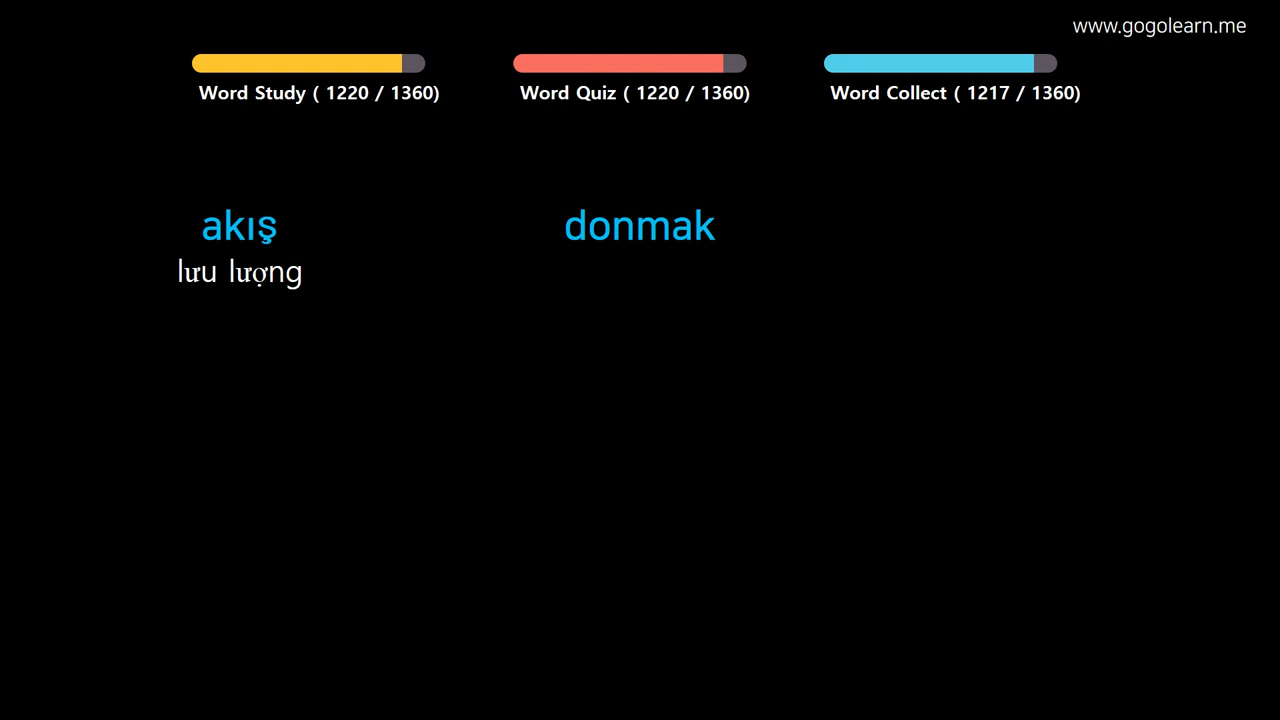 www.gogolearn.me
Word Study ( 1220 / 1360)
Word Quiz ( 1220 / 1360)
Word Collect ( 1217 / 1360)
akış
lưu lượng
donmak